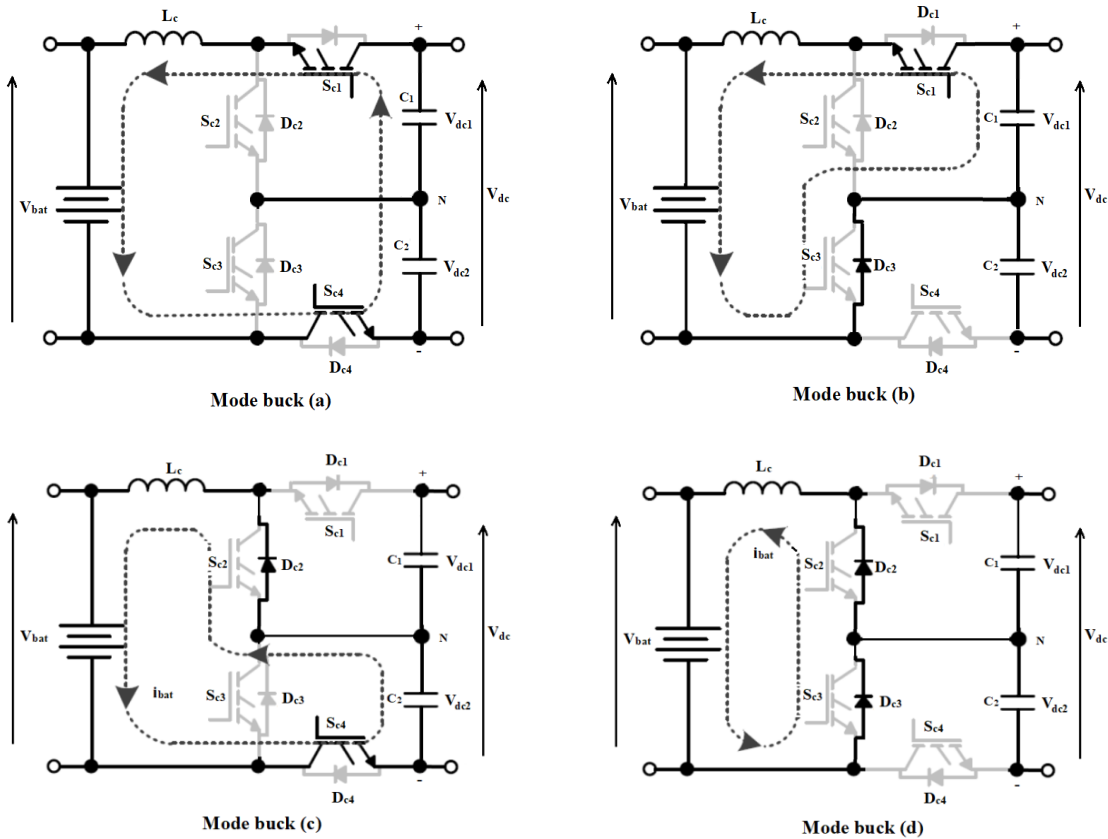 Lc
+
Sc1
C1
Vdc1
Sc2
Dc2
Vbat
N
Vdc
C2
Sc3
Dc3
Vdc2
Sc4
-
Dc4
Mode buck (a)
Lc
Dc1
+
Sc1
C1
Vdc1
Sc2
Dc2
Vbat
N
Vdc
Sc3
Dc3
C2
Vdc2
Sc4
-
Dc4
Mode buck (b)
Lc
Dc1
+
Sc1
C1
Vdc1
Sc2
Dc2
Vbat
N
Vdc
ibat
Sc3
Dc3
C2
Vdc2
Sc4
-
Dc4
Mode buck (c)
Lc
Dc1
+
Sc1
ibat
Sc2
Dc2
C1
Vdc1
Vbat
N
Vdc
Sc3
Dc3
C2
Vdc2
Sc4
-
Dc4
Mode buck (d)